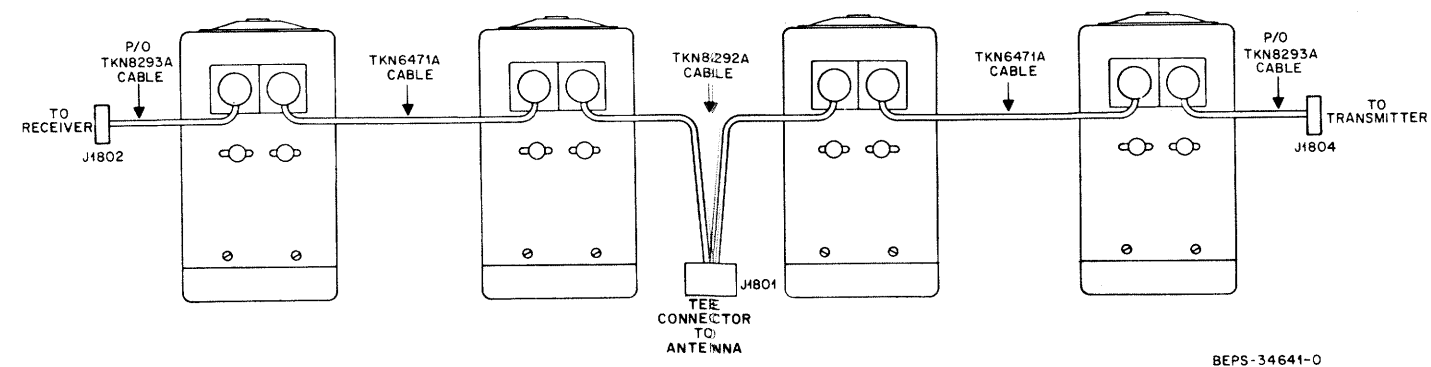 P/O
TKN8293A
CABLE
TKN6471A
CABLE
TKN8292A
CABLE
TKN6471A
CABLE
P/O
TKN8293A
CABLE
TO
RECEIVER
J1802
TO
TRANSMITTER
J1804
J1801
TEE
CONNECTOR
TO
ANTENNA
BEPS-34641-O